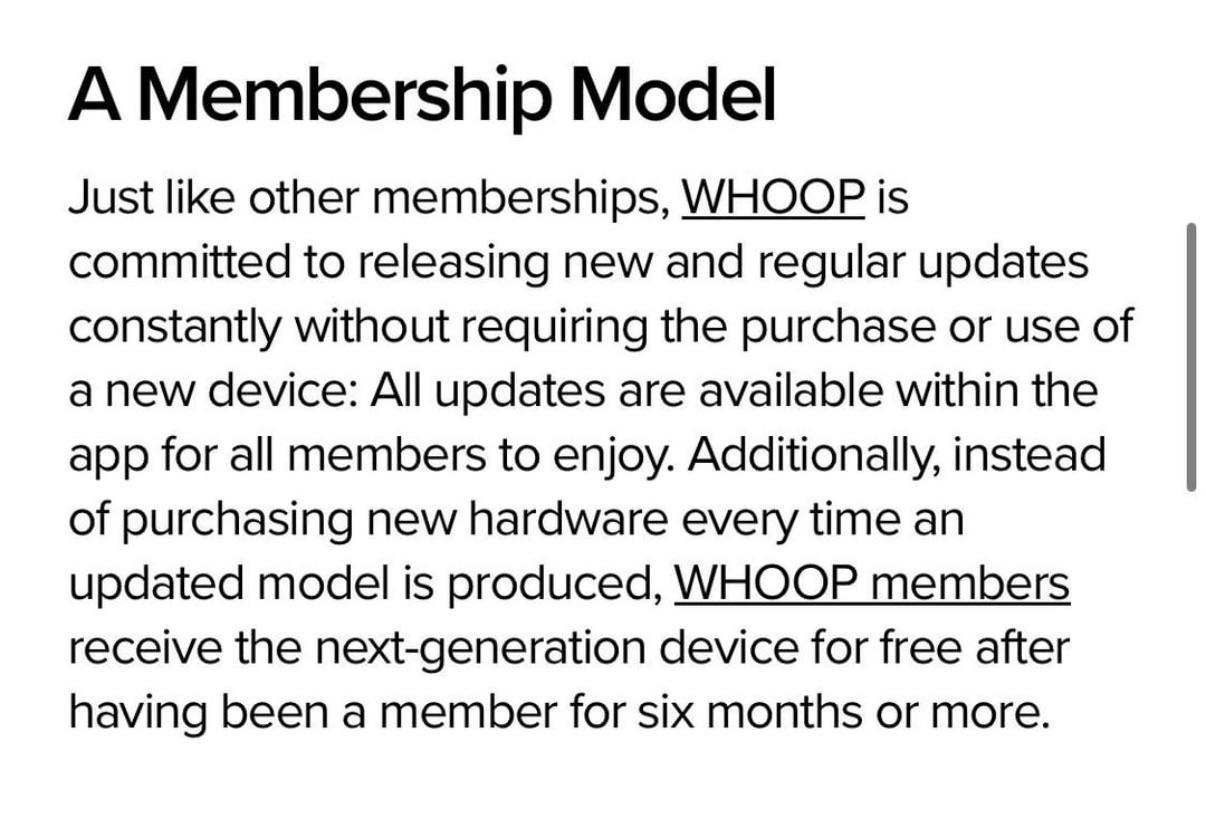 A Membership Model
Just like other memberships, WHOOP is
committed to releasing new and regular updates
constantly without requiring the purchase or use of
a new device: All updates are available within the
app for all members to enjoy. Additionally, instead
of purchasing new hardware every time an
updated model is produced, WHOOP members
receive the next-generation device for free after
having been a member for six months or more.